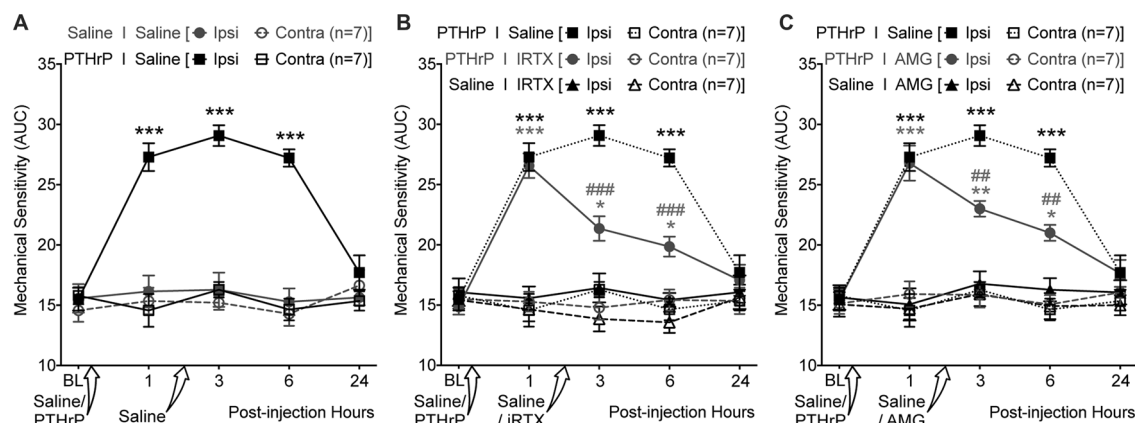 A
Saline I Saline [ Ipsi Contra (n=7)]
PTHrP I Saline [ Ipsi Contra (n=7)]
Mechanical Sensitivity (AUC)
35
30
25
20
15
10
*** *** ***
BL 1 3 6 24
Saline/
PTHrP
Saline
Post-injection Hours
B
PTHrP I Saline [ Ipsi Contra (n=7)]
PTHrP I IRTX [ Ipsi Contra (n=7)]
Saline I IRTX [ Ipsi Contra (n=7)]
Mechanical Sensitivity (AUC)
35
30
25
20
15
10
*** *** ***
***
### ###
* *
BL 1 3 6 24
Saline/
PTHrP
Saline
/ iRTX
Post-injection Hours
C
PTHrP I Saline [ Ipsi Contra (n=7)]
PTHrP I AMG [ Ipsi Contra (n=7)]
Saline I AMG [ Ipsi Contra (n=7)]
Mechanical Sensitivity (AUC)
35
30
25
20
15
10
*** *** ***
***
## ##
** *
BL 1 3 6 24
Saline/
PTHrP
Saline
/ AMG
Post-injection Hours